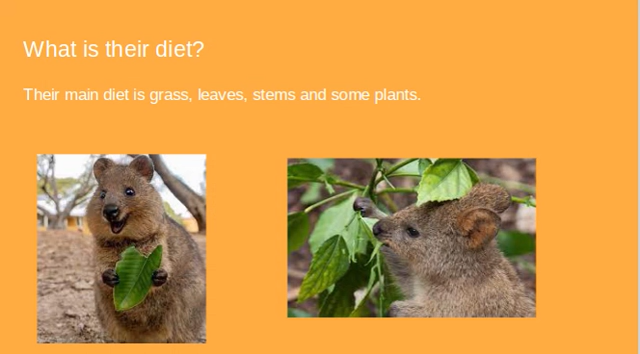 What is their diet?
Their main diet is grass, leaves, stems and some plants.